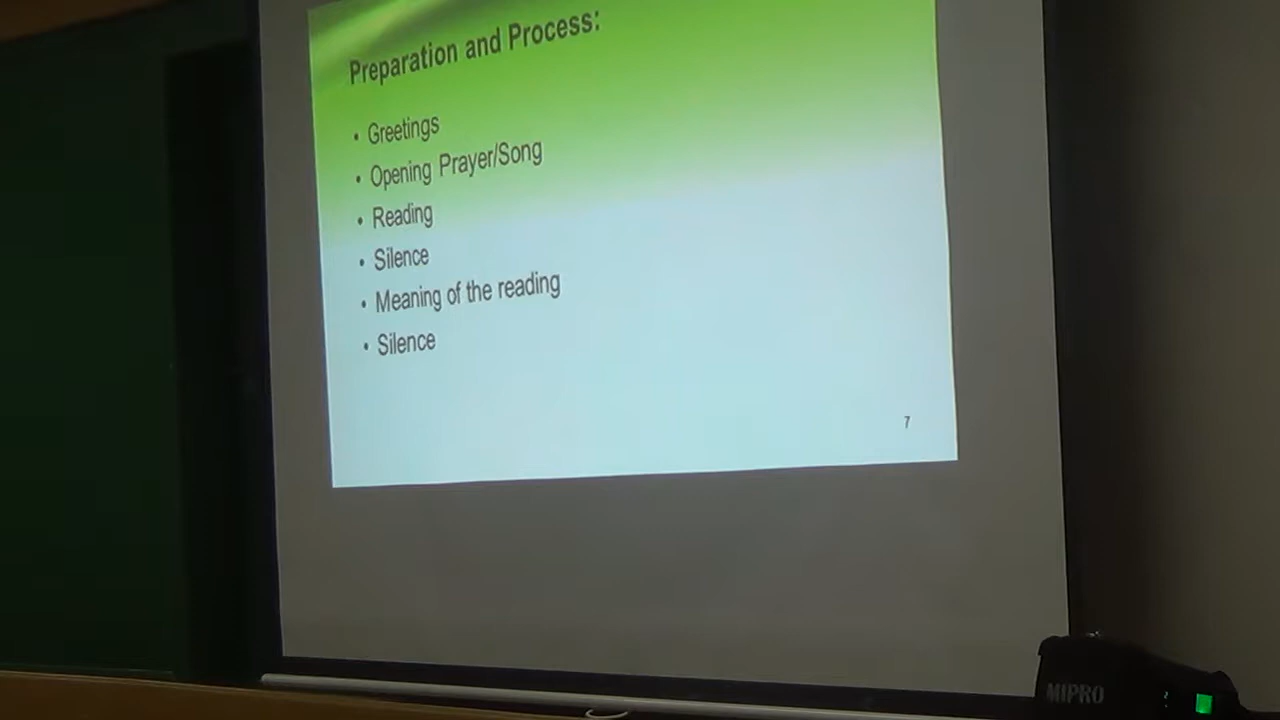 Preparation and Process:
• Greetings
• Opening Prayer/Song
• Reading
• Silence
• Meaning of the reading
• Silence
7
MIPRO